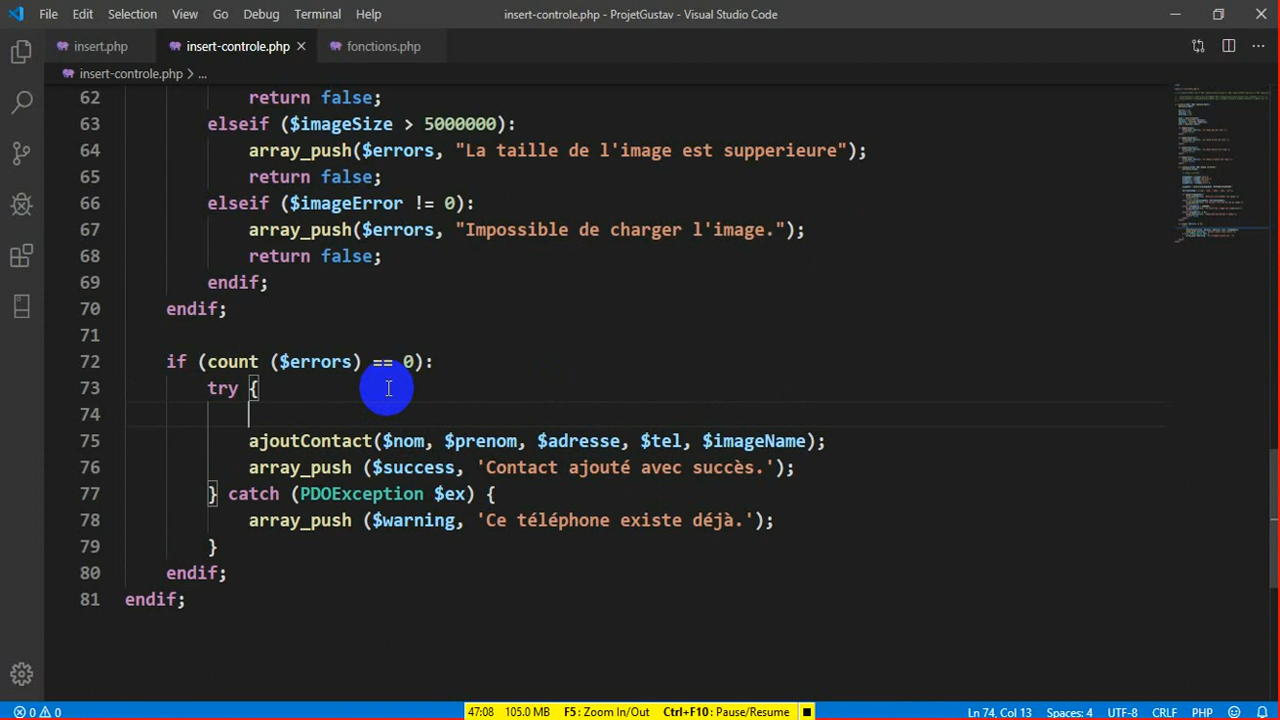 File Edit Selection View Go Debug Terminal Help insert-controle.php - ProjetGustav - Visual Studio Code
insert.php insert-controle.php × fonctions.php
insert-controle.php > ...
62 return false;
63 elseif ($imageSize > 5000000):
64 array_push($errors, "La taille de l'image est supperieure");
65 return false;
66 elseif ($imageError != 0):
67 array_push($errors, "Impossible de charger l'image.");
68 return false;
69 endif;
70 endif;
71
72 if (count ($errors) == 0):
73 try {
74
75 ajoutContact($nom, $prenom, $adresse, $tel, $imageName);
76 array_push ($success, 'Contact ajouté avec succès.');
77 } catch (PDOException $ex) {
78 array_push ($warning, 'Ce téléphone existe déjà.');
79 }
80 endif;
81 endif;
0 0 47:08 105.0 MB F5: Zoom In/Out Ctrl+F10: Pause/Resume Ln 74, Col 13 Spaces: 4 UTF-8 CRLF PHP